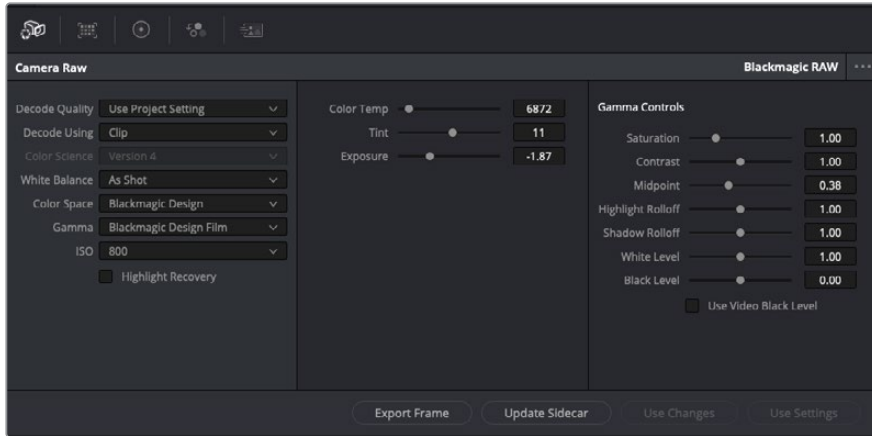 Camera Raw
Blackmagic RAW
Decode Quality Use Project Setting
Decode Using Clip
Color Science Version 4
White Balance As Shot
Color Space Blackmagic Design
Gamma Blackmagic Design Film
ISO 800
Highlight Recovery
Color Temp 6872
Tint 11
Exposure -1.87
Gamma Controls
Saturation 1.00
Contrast 1.00
Midpoint 0.38
Highlight Rolloff 1.00
Shadow Rolloff 1.00
White Level 1.00
Black Level 0.00
Use Video Black Level
Export Frame
Update Sidecar
Use Changes
Use Settings